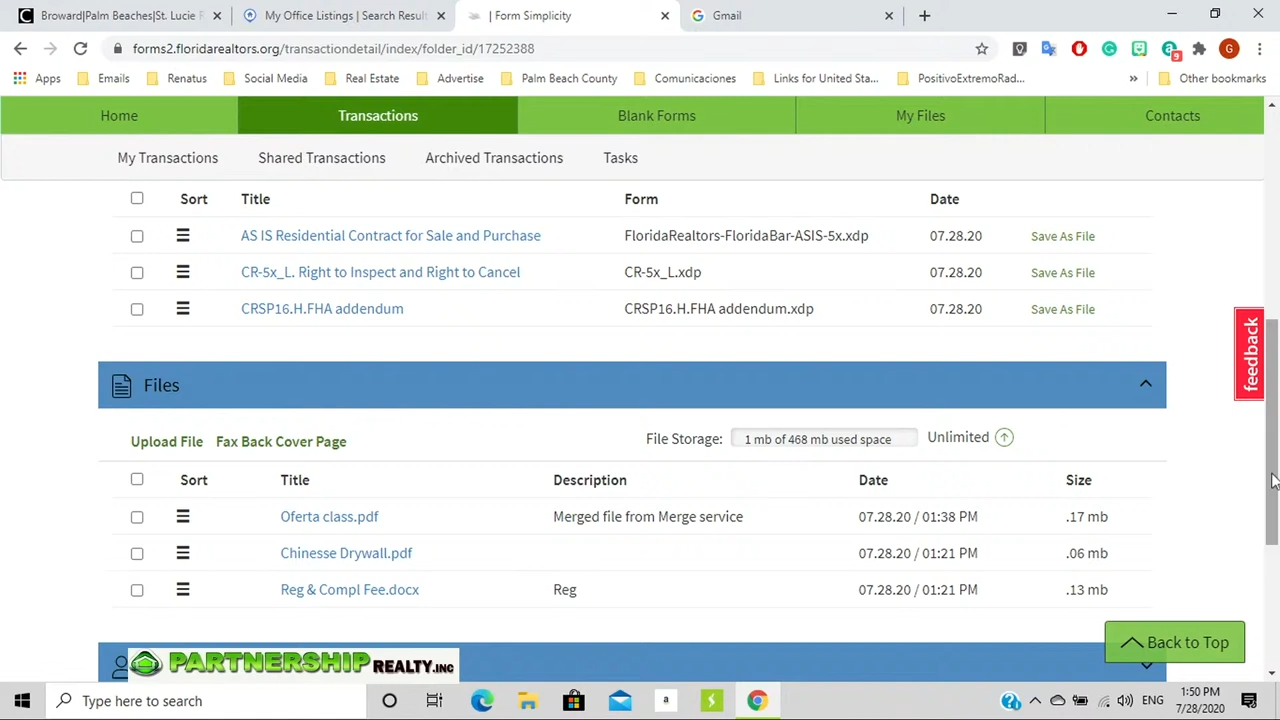 Broward|Palm Beaches|St. Lucie R
My Office Listings | Search Resul
| Form Simplicity
Gmail
forms2.floridarealtors.org/transactiondetail/index/folder_id/17252388
9
G
Apps Emails Renatus Social Media Real Estate Advertise Palm Beach County Comunicaciones Links for United Sta... PositivoExtremoRad... » Other bookmarks
Home Transactions Blank Forms My Files Contacts
My Transactions Shared Transactions Archived Transactions Tasks
Sort Title Form Date
AS IS Residential Contract for Sale and Purchase FloridaRealtors-FloridaBar-ASIS-5x.xdp 07.28.20 Save As File
CR-5x_L. Right to Inspect and Right to Cancel CR-5x_L.xdp 07.28.20 Save As File
CRSP16.H.FHA addendum CRSP16.H.FHA addendum.xdp 07.28.20 Save As File
feedback
Files
Upload File Fax Back Cover Page File Storage: 1 mb of 468 mb used space Unlimited
Sort Title Description Date Size
Oferta class.pdf Merged file from Merge service 07.28.20 / 01:38 PM .17 mb
Chinesse Drywall.pdf 07.28.20 / 01:21 PM .06 mb
Reg & Compl Fee.docx Reg 07.28.20 / 01:21 PM .13 mb
Back to Top
PARTNERSHIP REALTY.INC
Type here to search
a
ENG
1:50 PM
7/28/2020